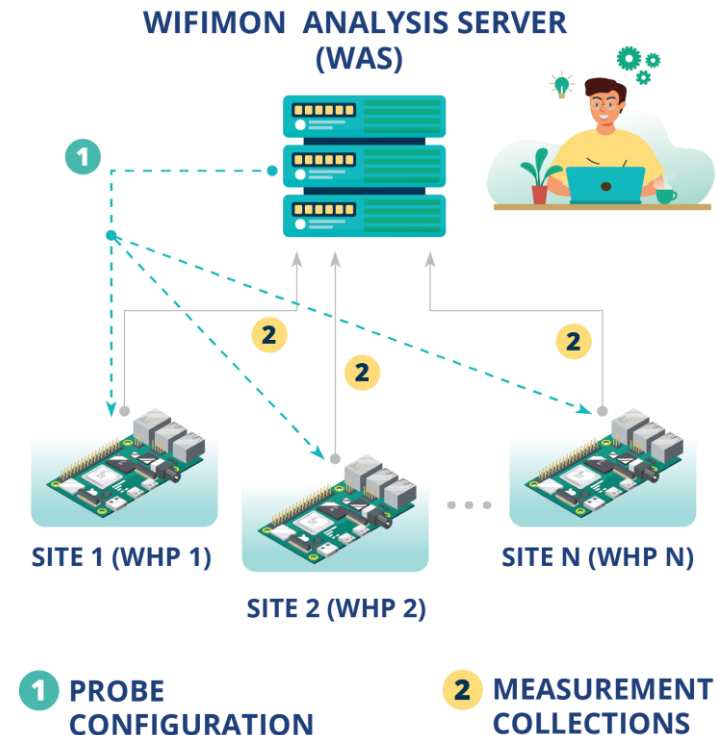 WIFIMON ANALYSIS SERVER
(WAS)
1
2
2
2
SITE 1 (WHP 1)
SITE N (WHP N)
SITE 2 (WHP 2)
1 PROBE
CONFIGURATION
2 MEASUREMENT
COLLECTIONS